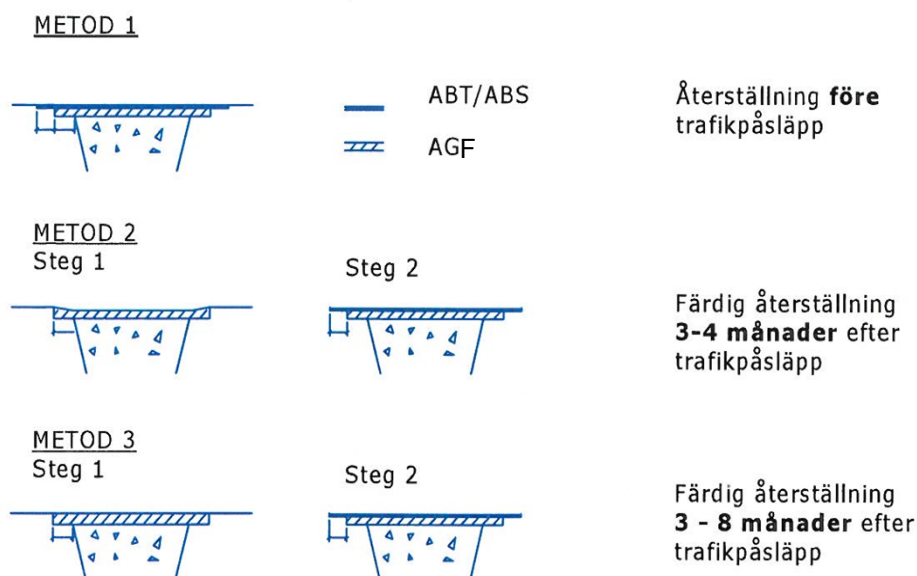 METOD 1
ABT/ABS
AGF
Återställning före
trafikpåsläpp
METOD 2
Steg 1
Steg 2
Färdig återställning
3-4 månader efter
trafikpåsläpp
METOD 3
Steg 1
Steg 2
Färdig återställning
3 - 8 månader efter
trafikpåsläpp